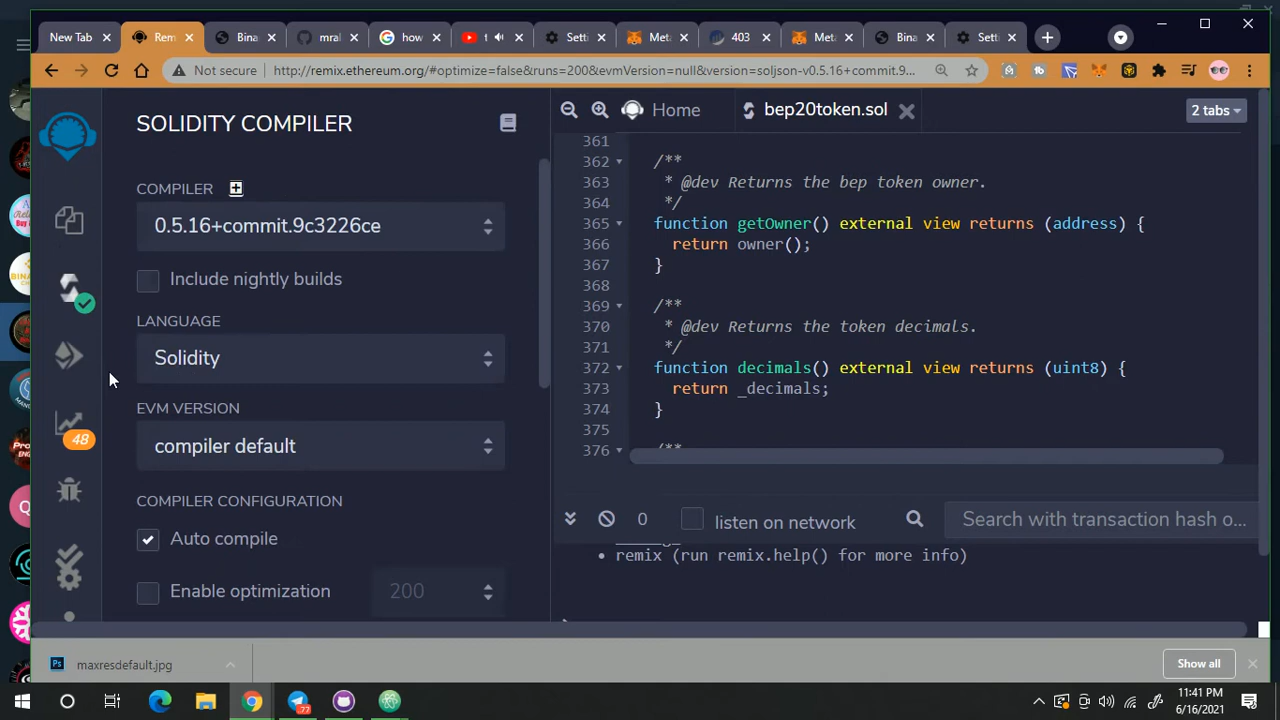 New Tab
Rem
Bina
mral
how
Setti
Meta
403
Meta
Bina
Setti
Not secure
http://remix.ethereum.org/#optimize=false&runs=200&evmVersion=null&version=soljson-v0.5.16+commit.9...
SOLIDITY COMPILER
COMPILER
0.5.16+commit.9c3226ce
Include nightly builds
LANGUAGE
Solidity
EVM VERSION
compiler default
COMPILER CONFIGURATION
Auto compile
Enable optimization
200
48
Home
bep20token.sol
2 tabs
361
362 /**
363 * @dev Returns the bep token owner.
364 */
365 function getOwner() external view returns (address) {
366 return owner();
367 }
368
369 /**
370 * @dev Returns the token decimals.
371 */
372 function decimals() external view returns (uint8) {
373 return _decimals;
374 }
375
376 /**
0
listen on network
Search with transaction hash o...
remix (run remix.help() for more info)
Ps
maxresdefault.jpg
Show all
11:41 PM
6/16/2021